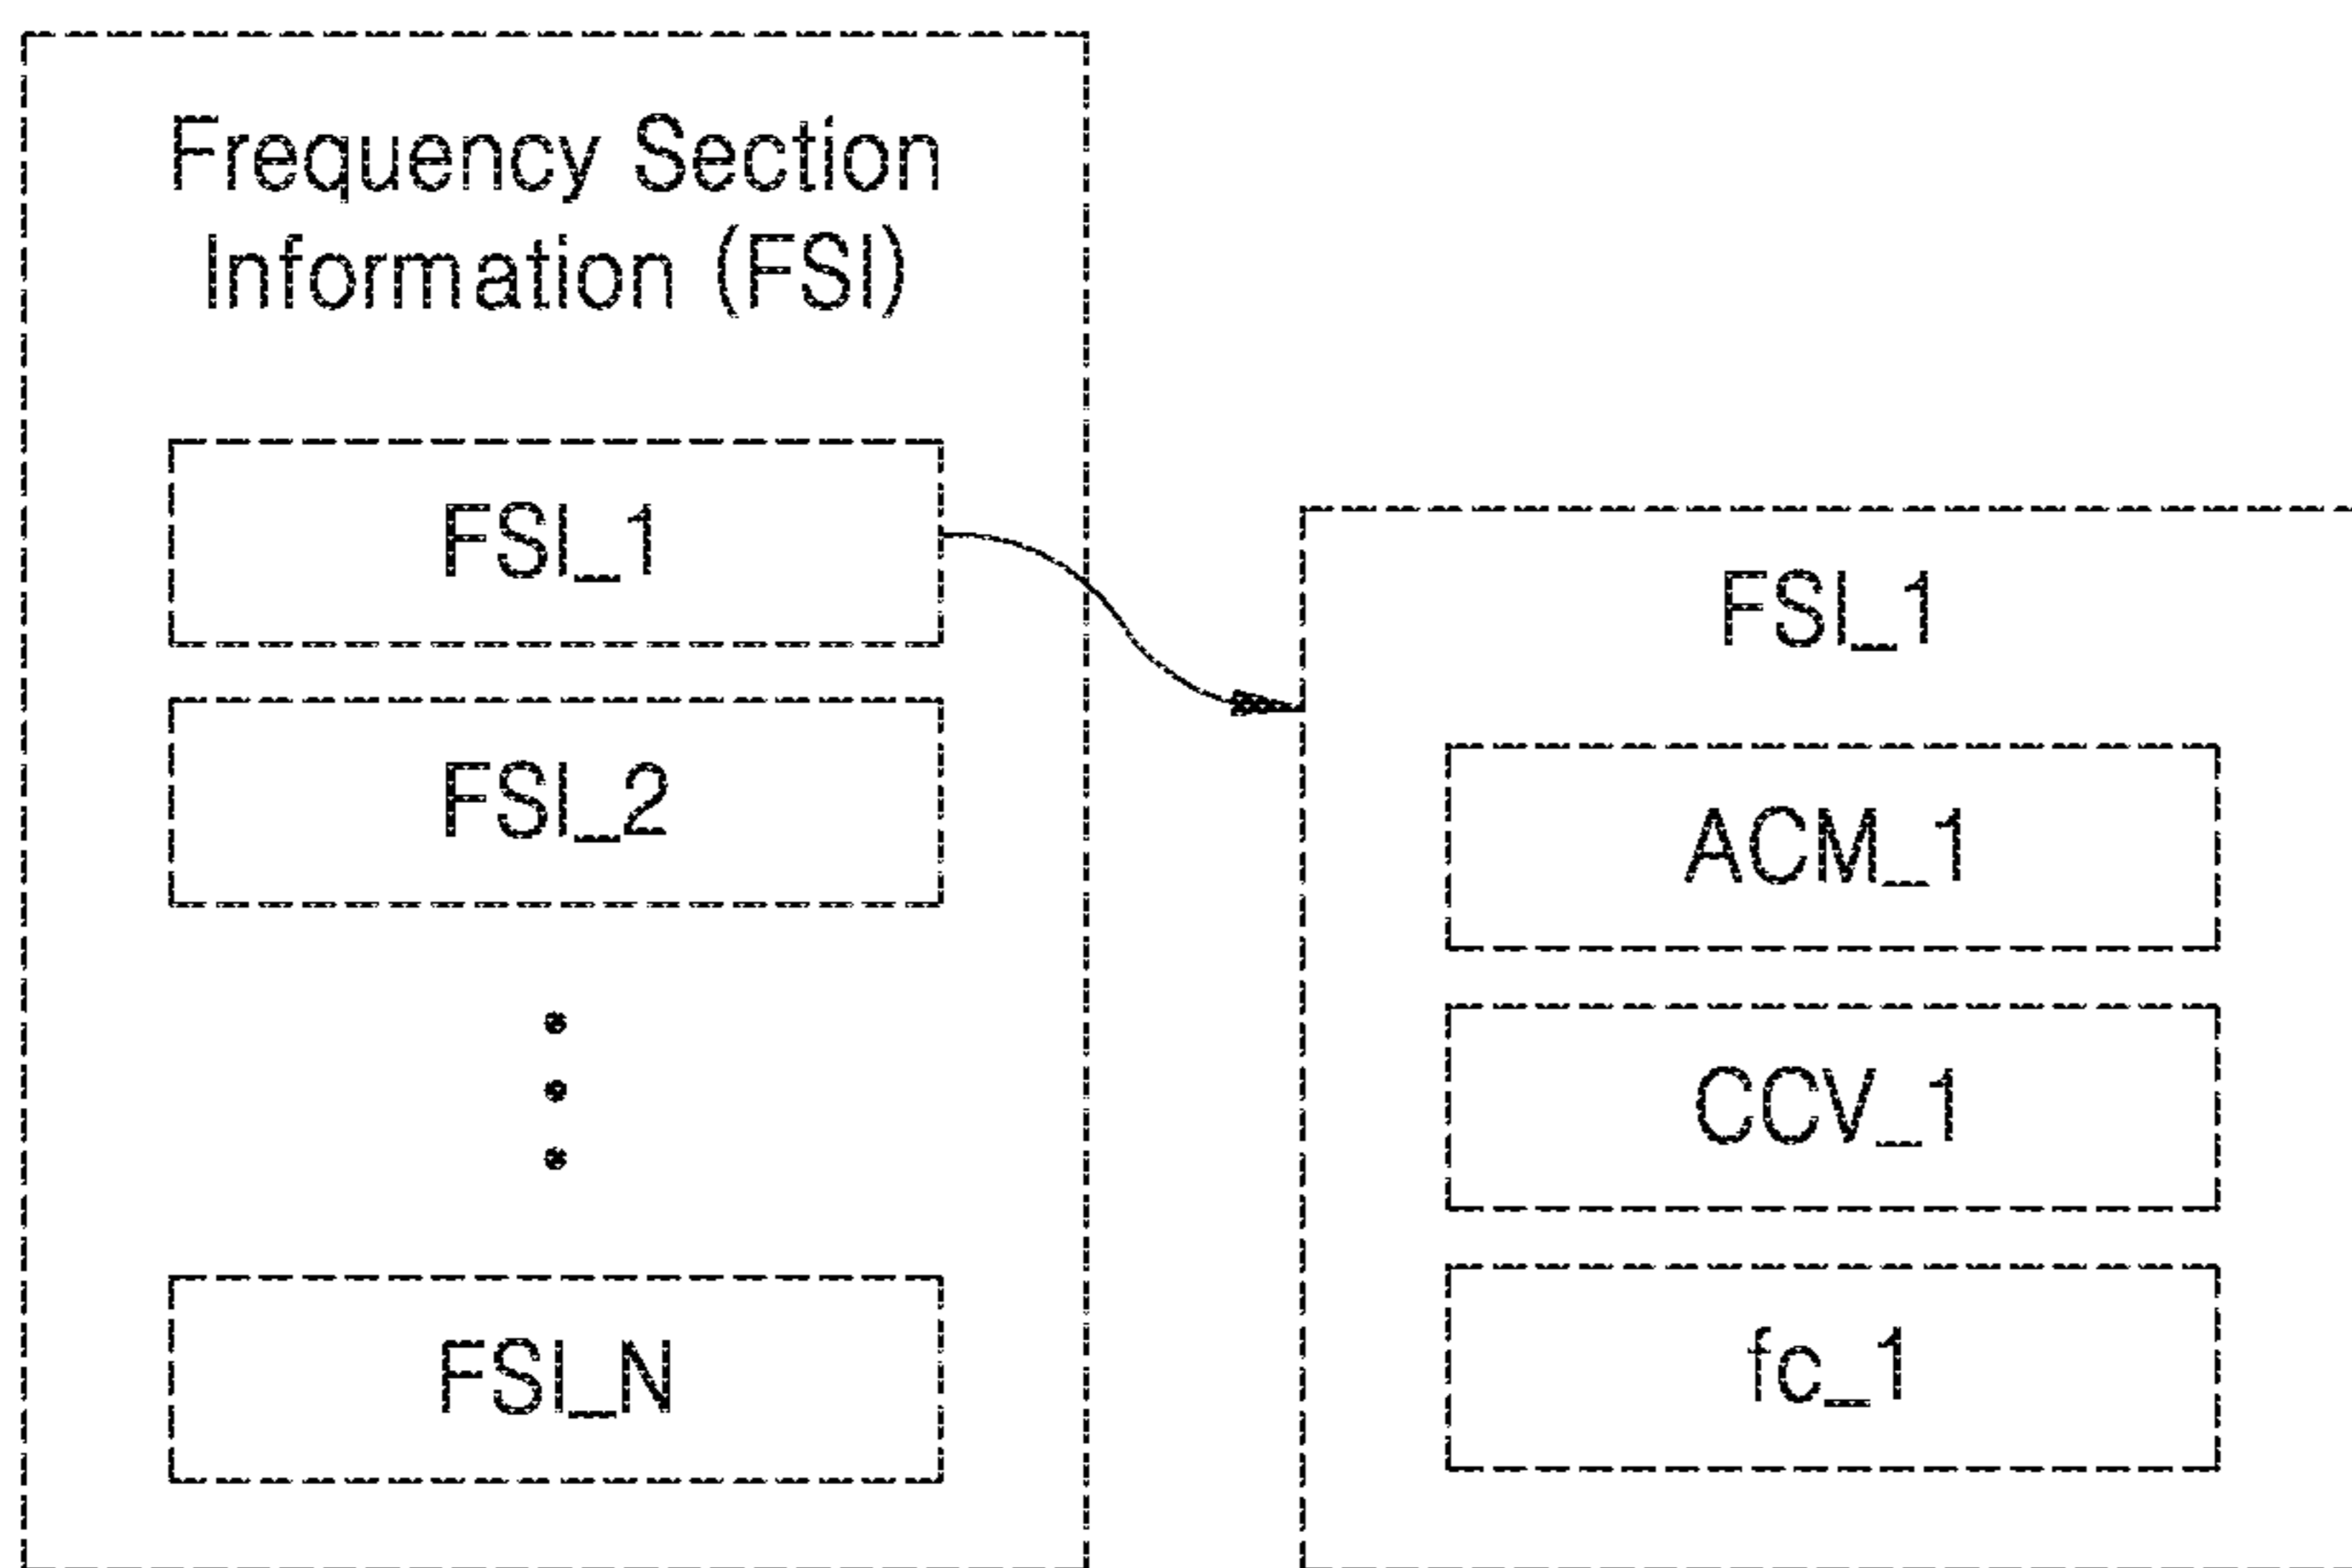 Frequency Section
Information (FSI)
FSI_1
FSI_2
FSI_N
FSI_1
ACM_1
CCV_1
fc_1